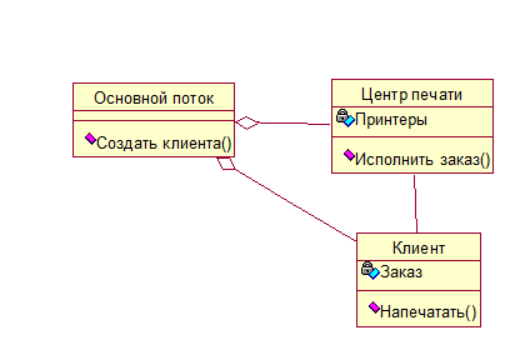 Основной поток
Создать клиента()
Центр печати
Принтеры
Исполнить заказ()
Клиент
Заказ
Напечатать()